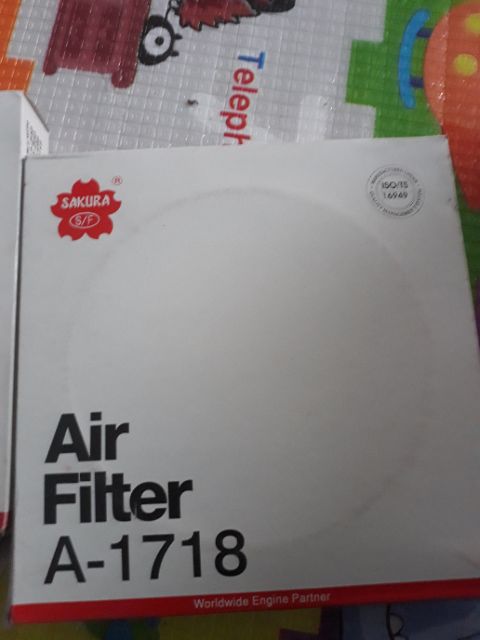 Teleph
SAKURA
®
S/F
ISO/TS
16949
Air
Filter
A-1718
Worldwide Engine Partner